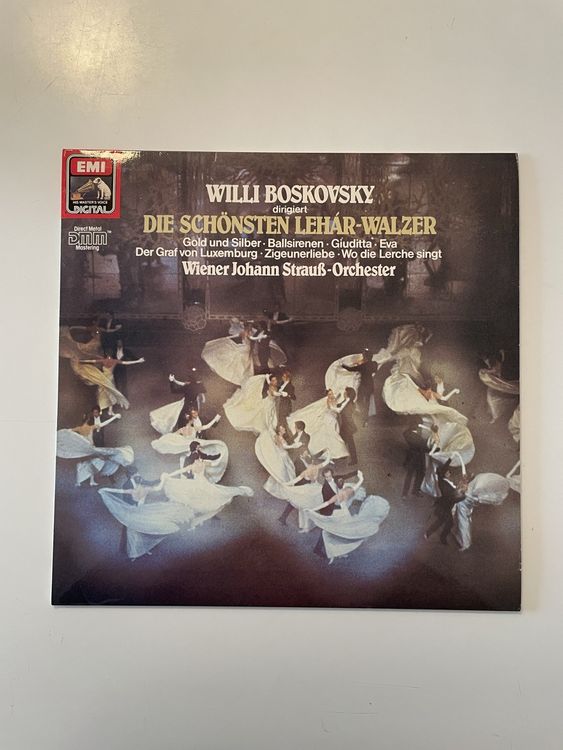 EMI
HIS MASTER'S VOICE
DIGITAL
Direct Metal
DMM
Mastering
WILLI BOSKOVSKY
dirigiert
DIE SCHÖNSTEN LEHÁR-WALZER
Gold und Silber · Ballsirenen · Giuditta · Eva
Der Graf von Luxemburg · Zigeunerliebe · Wo die Lerche singt
Wiener Johann Strauß-Orchester